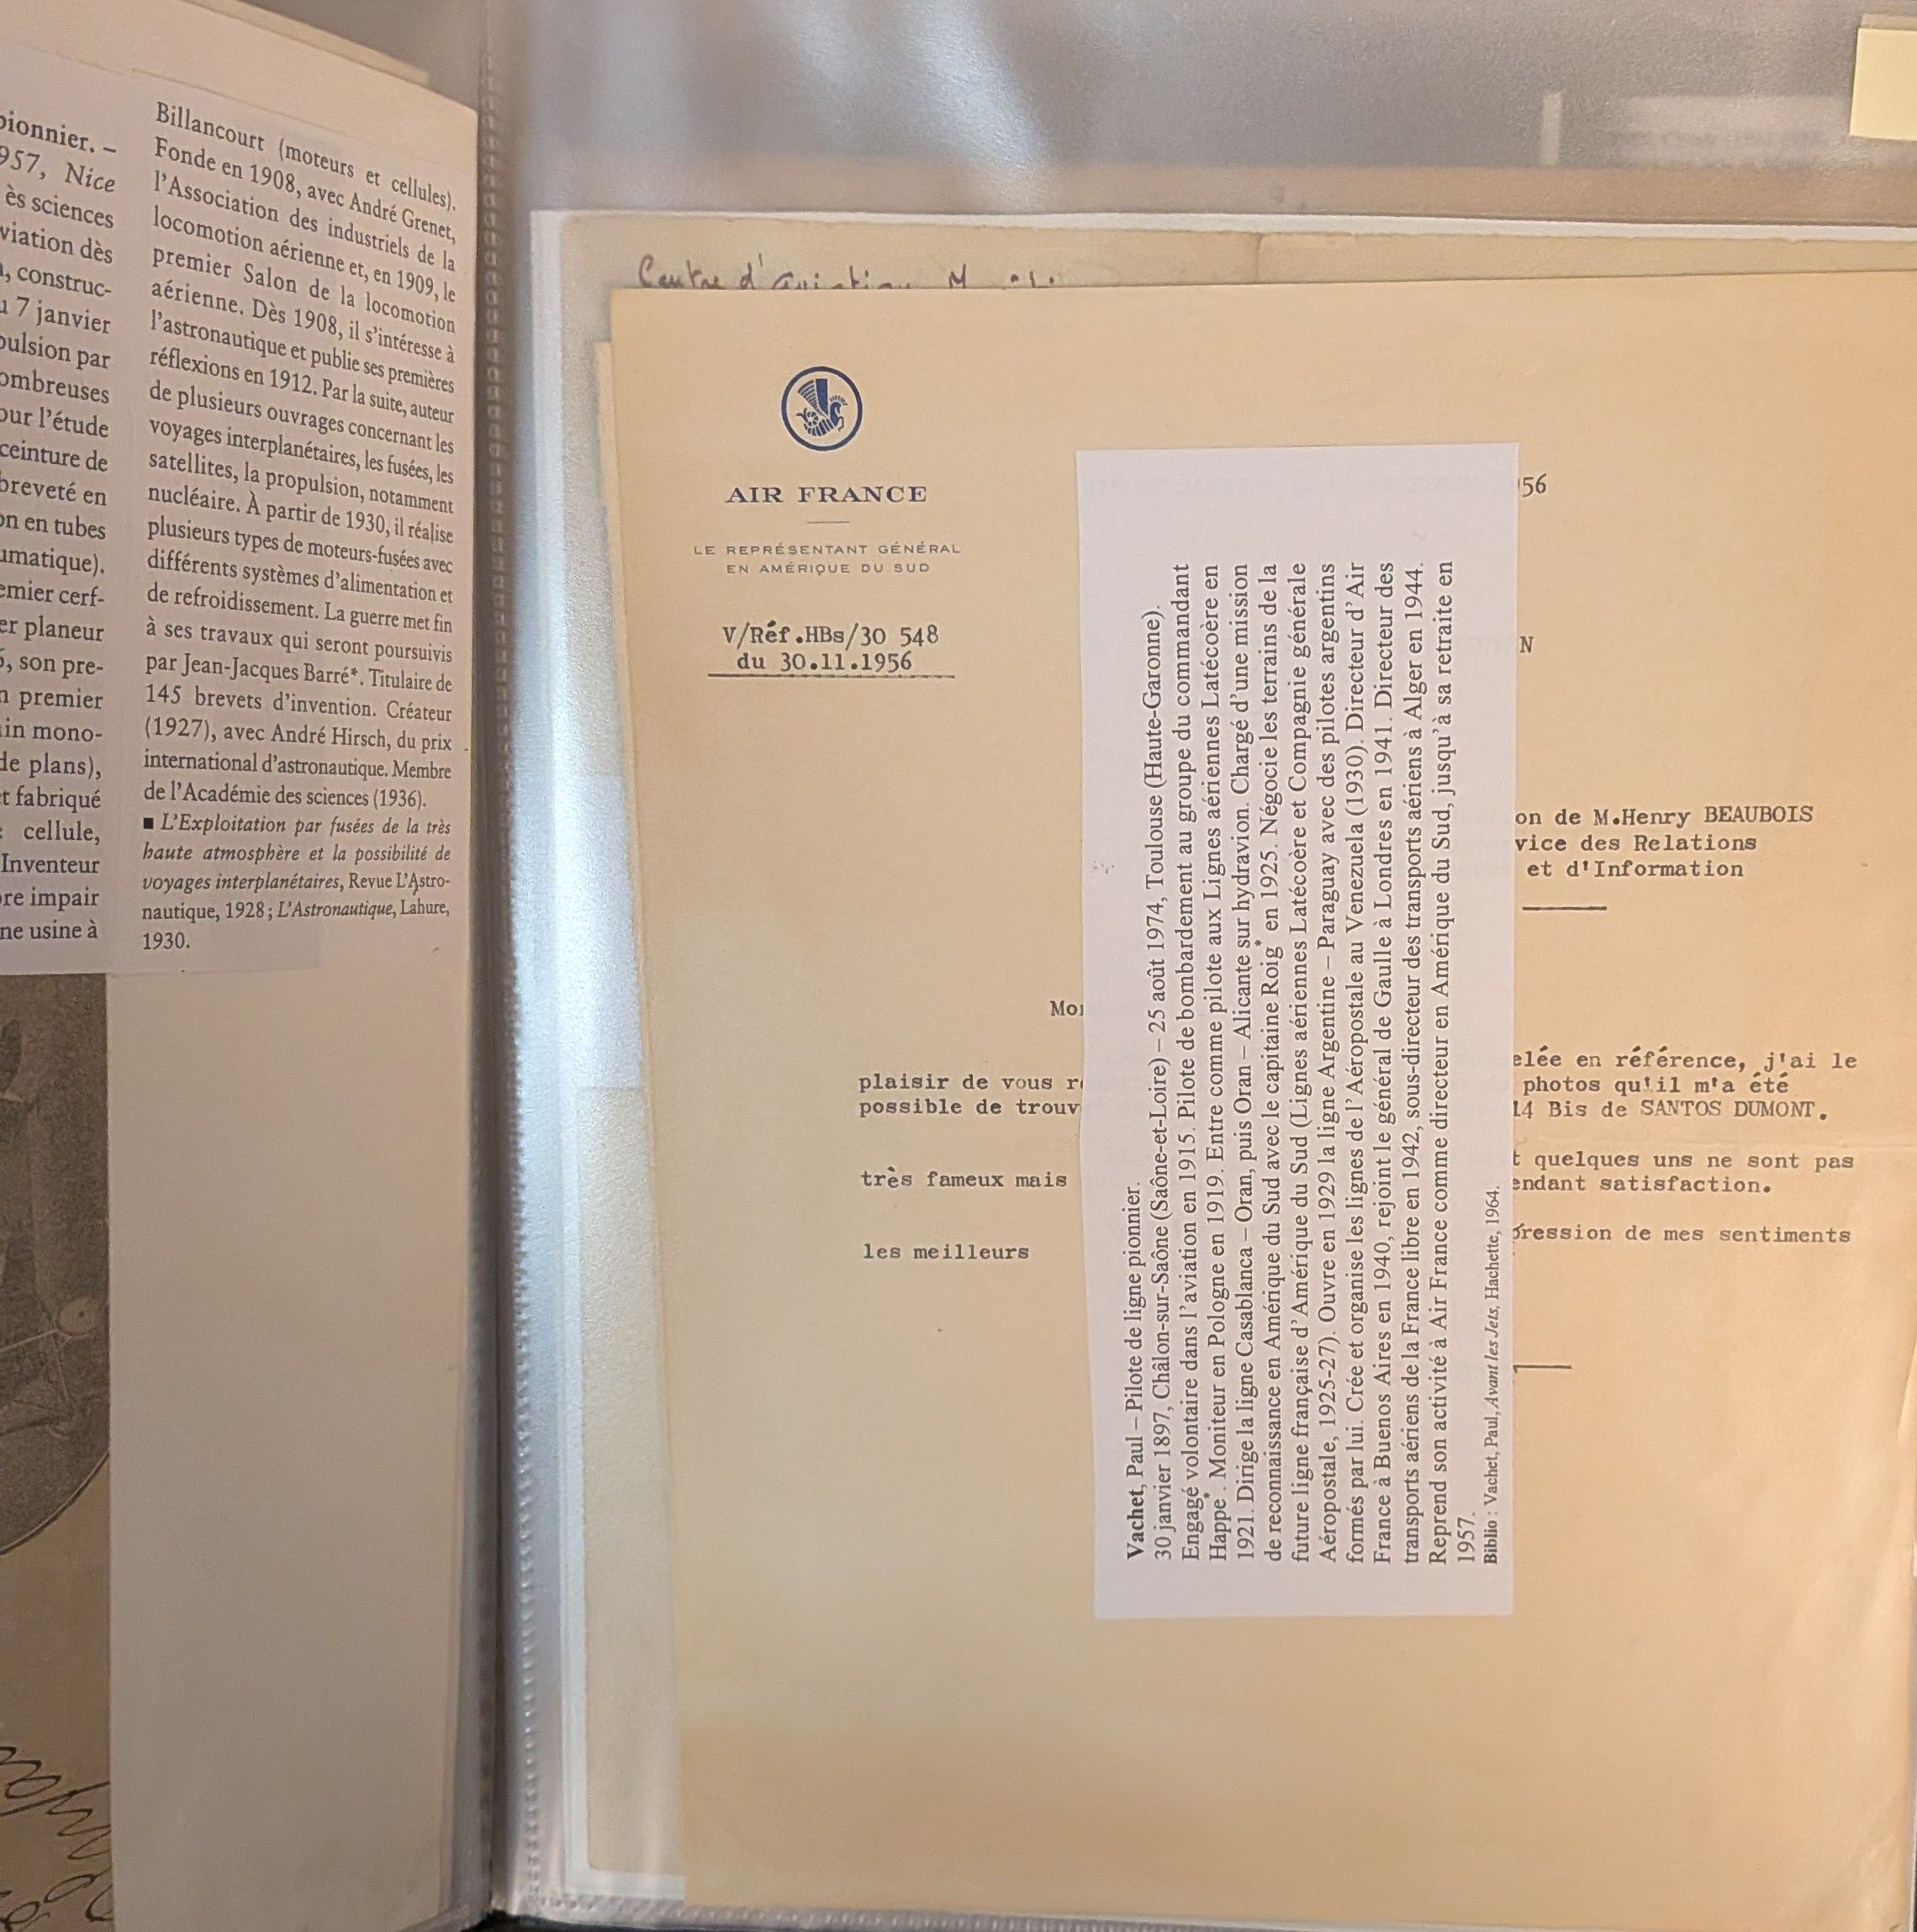 pionnier. –
957, Nice
ès sciences
viation dès
, construc-
u 7 janvier
pulsion par
ombreuses
our l'étude
ceinture de
breveté en
on en tubes
umatique).
emier cerf-
er planeur
, son pre-
n premier
in mono-
de plans),
t fabriqué
: cellule,
Inventeur
re impair
ne usine à
Billancourt (moteurs et cellules).
Fonde en 1908, avec André Grenet,
l'Association des industriels de la
locomotion aérienne et, en 1909, le
premier Salon de la locomotion
aérienne. Dès 1908, il s'intéresse à
l'astronautique et publie ses premières
réflexions en 1912. Par la suite, auteur
de plusieurs ouvrages concernant les
voyages interplanétaires, les fusées, les
satellites, la propulsion, notamment
nucléaire. À partir de 1930, il réalise
plusieurs types de moteurs-fusées avec
différents systèmes d'alimentation et
de refroidissement. La guerre met fin
à ses travaux qui seront poursuivis
par Jean-Jacques Barré*. Titulaire de
145 brevets d'invention. Créateur
(1927), avec André Hirsch, du prix
international d'astronautique. Membre
de l'Académie des sciences (1936).
■ L'Exploitation par fusées de la très
haute atmosphère et la possibilité de
voyages interplanétaires, Revue L'Astro-
nautique, 1928 ; L'Astronautique, Lahure,
1930.
Centre d'aviation
AIR FRANCE
LE REPRÉSENTANT GÉNÉRAL
EN AMÉRIQUE DU SUD
56
V/Réf.HBs/30 548
du 30.11.1956
N
on de M.Henry BEAUBOIS
vice des Relations
et d'Information
Mo
elée en référence, j'ai le
plaisir de vous r
photos qu'il m'a été
possible de trouv
14 Bis de SANTOS DUMONT.
t quelques uns ne sont pas
très fameux mais
endant satisfaction.
pression de mes sentiments
les meilleurs
Vachet, Paul – Pilote de ligne pionnier.
30 janvier 1897, Châlon-sur-Saône (Saône-et-Loire) – 25 août 1974, Toulouse (Haute-Garonne).
Engagé volontaire dans l'aviation en 1915. Pilote de bombardement au groupe du commandant
Happe*. Moniteur en Pologne en 1919. Entre comme pilote aux Lignes aériennes Latécoère en
1921. Dirige la ligne Casablanca – Oran, puis Oran – Alicante sur hydravion. Chargé d'une mission
de reconnaissance en Amérique du Sud avec le capitaine Roig* en 1925. Négocie les terrains de la
future ligne française d'Amérique du Sud (Lignes aériennes Latécoère et Compagnie générale
Aéropostale, 1925-27). Ouvre en 1929 la ligne Argentine – Paraguay avec des pilotes argentins
formés par lui. Crée et organise les lignes de l'Aéropostale au Venezuela (1930). Directeur d'Air
France à Buenos Aires en 1940, rejoint le général de Gaulle à Londres en 1941. Directeur des
transports aériens de la France libre en 1942, sous-directeur des transports aériens à Alger en 1944.
Reprend son activité à Air France comme directeur en Amérique du Sud, jusqu'à sa retraite en
1957.
Biblio : Vachet, Paul, Avant les Jets, Hachette, 1964.